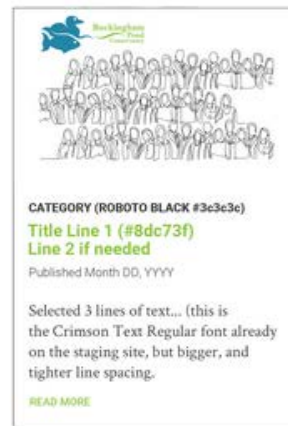 Buckingham
Pond
Conservancy
CATEGORY (ROBOTO BLACK #3c3c3c)
Title Line 1 (#8dc73f)
Line 2 if needed
Published Month DD, YYYY
Selected 3 lines of text... (this is
the Crimson Text Regular font already
on the staging site, but bigger, and
tighter line spacing.
READ MORE